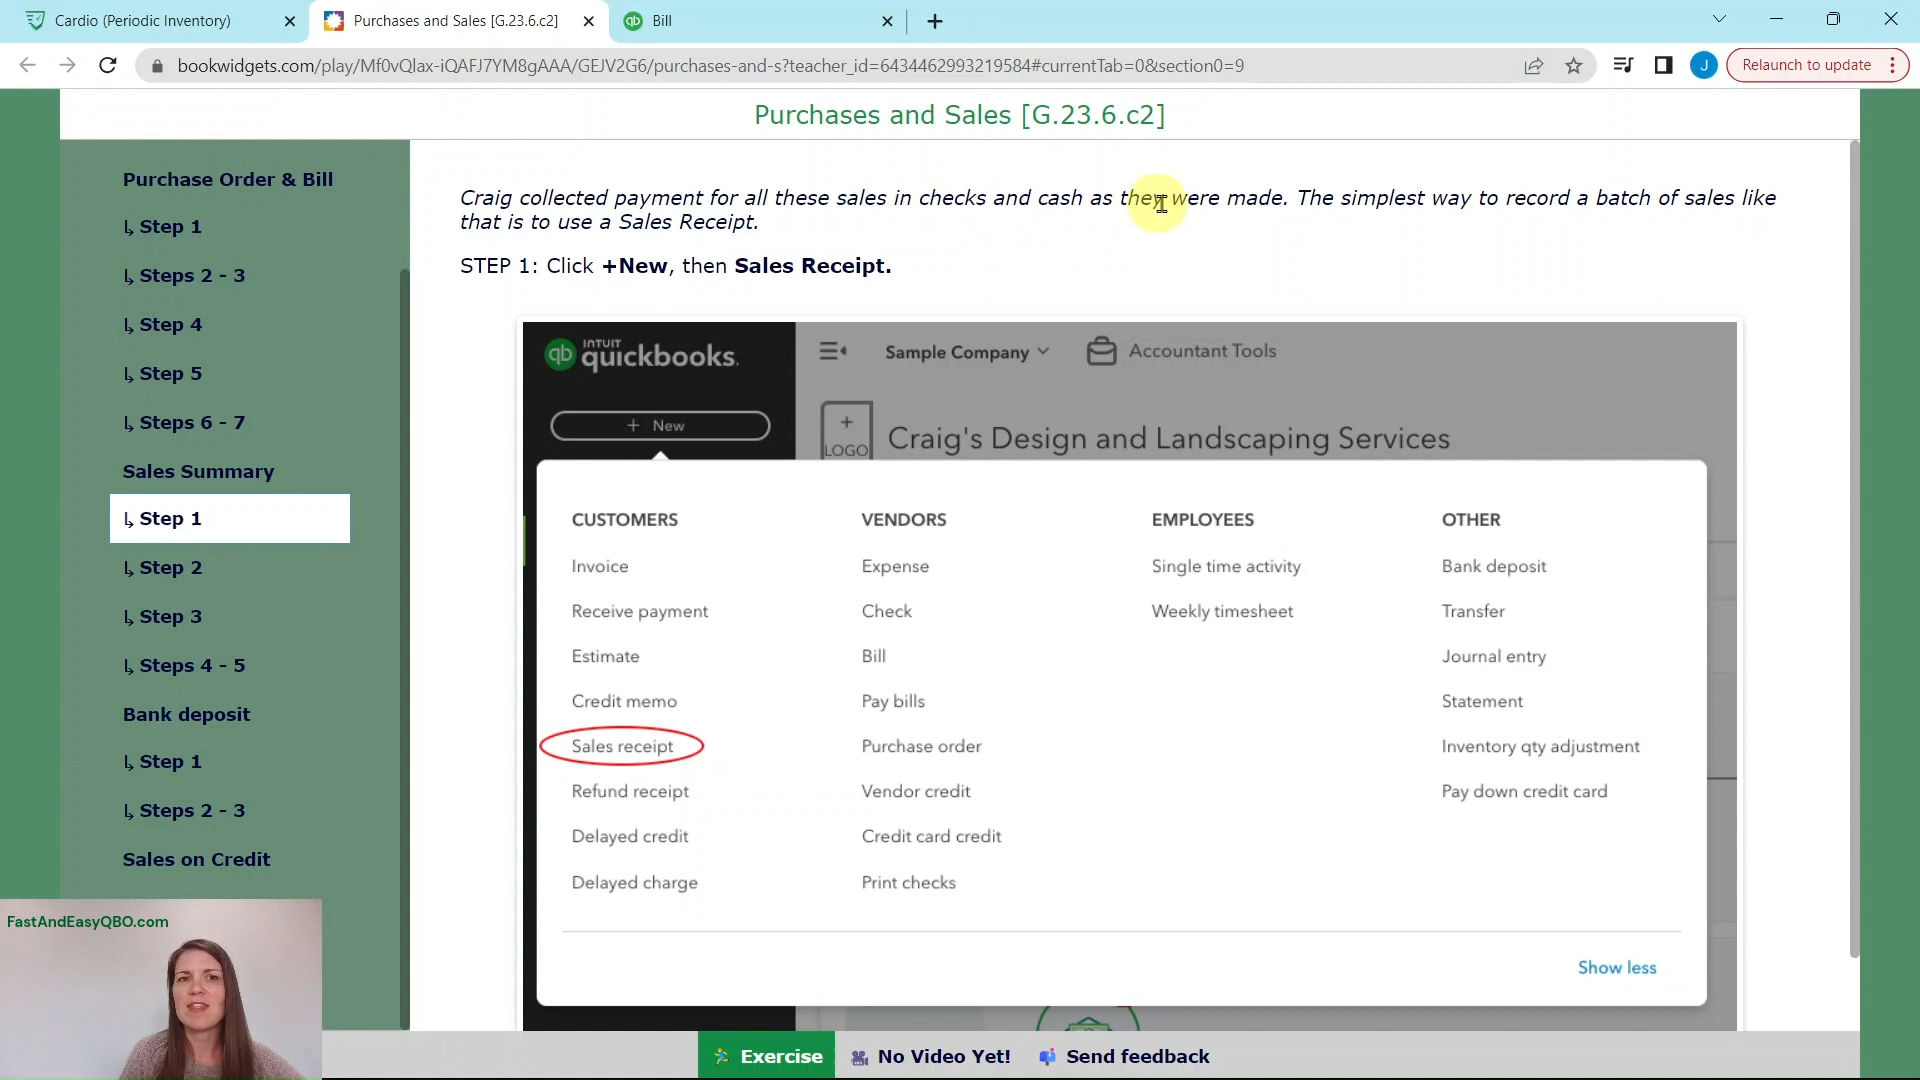 Cardio (Periodic Inventory)
Purchases and Sales [G.23.6.c2]
qb Bill
bookwidgets.com/play/Mf0vQlax-iQAFJ7YM8gAAA/GEJV2G6/purchases-and-s?teacher_id=6434462993219584#currentTab=0&section0=9
J
Relaunch to update
Purchases and Sales [G.23.6.c2]
Purchase Order & Bill
↳ Step 1
↳ Steps 2 - 3
↳ Step 4
↳ Step 5
↳ Steps 6 - 7
Sales Summary
↳ Step 1
↳ Step 2
↳ Step 3
↳ Steps 4 - 5
Bank deposit
↳ Step 1
↳ Steps 2 - 3
Sales on Credit
Craig collected payment for all these sales in checks and cash as they were made. The simplest way to record a batch of sales like
that is to use a Sales Receipt.
STEP 1: Click +New, then Sales Receipt.
qb INTUIT quickbooks.
Sample Company
Accountant Tools
+ New
+ LOGO
Craig's Design and Landscaping Services
CUSTOMERS
Invoice
Receive payment
Estimate
Credit memo
Sales receipt
Refund receipt
Delayed credit
Delayed charge
VENDORS
Expense
Check
Bill
Pay bills
Purchase order
Vendor credit
Credit card credit
Print checks
EMPLOYEES
Single time activity
Weekly timesheet
OTHER
Bank deposit
Transfer
Journal entry
Statement
Inventory qty adjustment
Pay down credit card
Show less
FastAndEasyQBO.com
Exercise
No Video Yet!
Send feedback